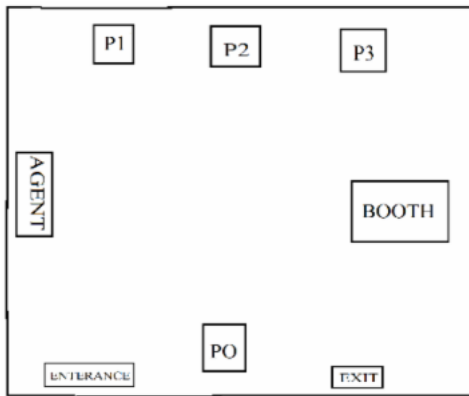 P1
P2
P3
AGENT
BOOTH
PO
ENTERANCE
EXIT